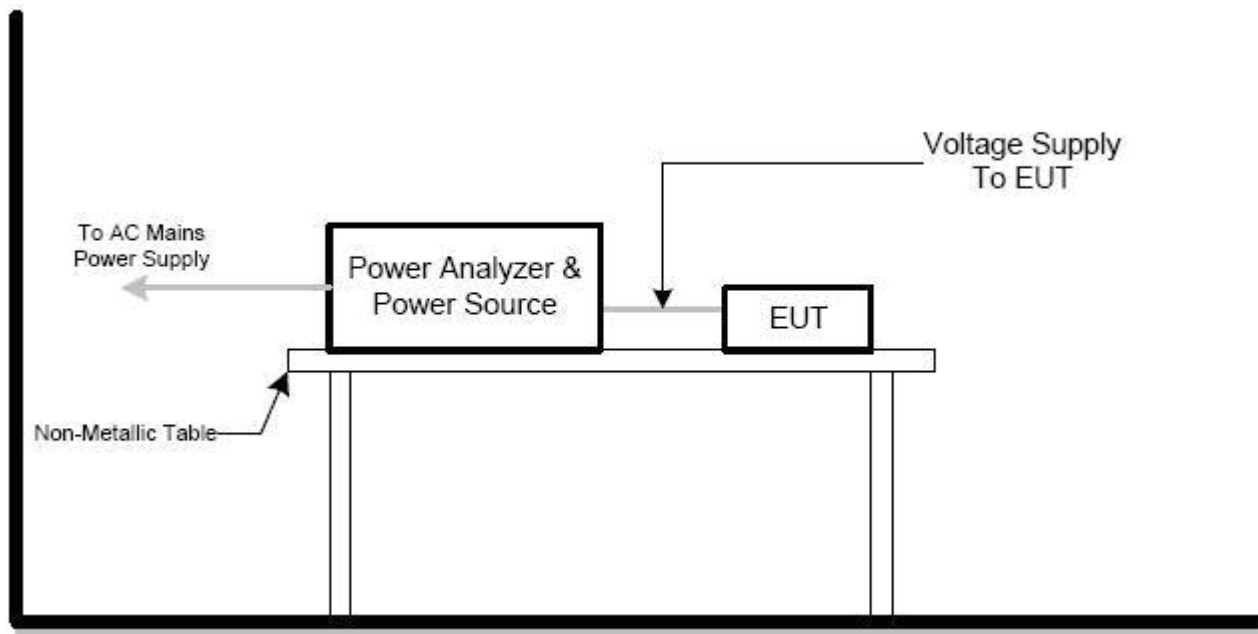 Voltage Supply
To EUT
To AC Mains
Power Supply
Power Analyzer &
Power Source
EUT
Non-Metallic Table